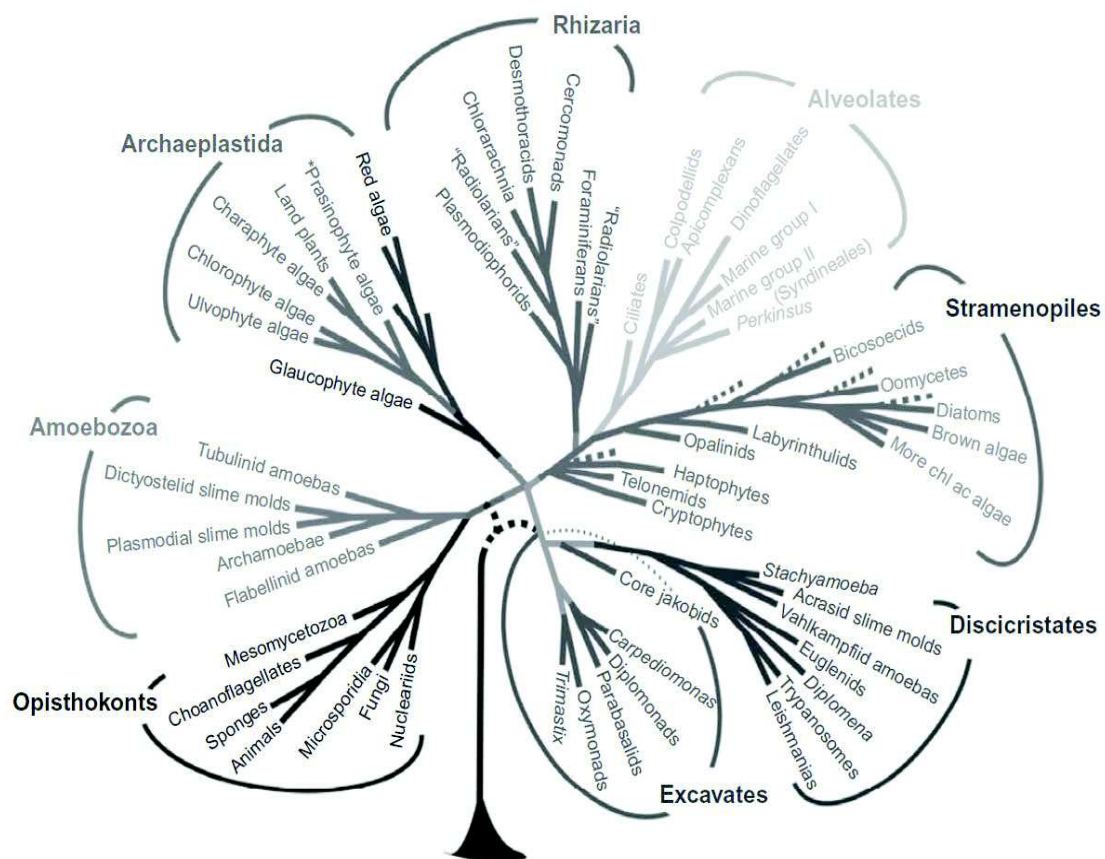 Rhizaria
Desmothoracids
Cercomonads
Chlorarachnia
"Radiolarians"
Plasmodiophorids
Foraminiferans
"Radiolarians"
Alveolates
Ciliates
Colpodellids
Apicomplexans
Dinoflagellates
Marine group I
Marine group II
(Syndineales)
Perkinsus
Archaeplastida
Red algae
*Prasinophyte algae
Land plants
Charaphyte algae
Chlorophyte algae
Ulvophyte algae
Glaucophyte algae
Stramenopiles
Bicosoecids
Oomycetes
Diatoms
Brown algae
More chl ac algae
Labyrinthulids
Opalinids
Haptophytes
Telonemids
Cryptophytes
Amoebozoa
Tubulinid amoebas
Dictyostelid slime molds
Plasmodial slime molds
Archamoebae
Flabellinid amoebas
Opisthokonts
Mesomycetozoa
Choanoflagellates
Sponges
Animals
Microsporidia
Fungi
Nucleariids
Discicristates
Stachyamoeba
Acrasid slime molds
Vahlkampfiid amoebas
Euglenids
Diplomena
Trypanosomes
Leishmanias
Excavates
Core jakobids
Carpediomonas
Diplomonads
Parabasalids
Oxymonads
Trimastix